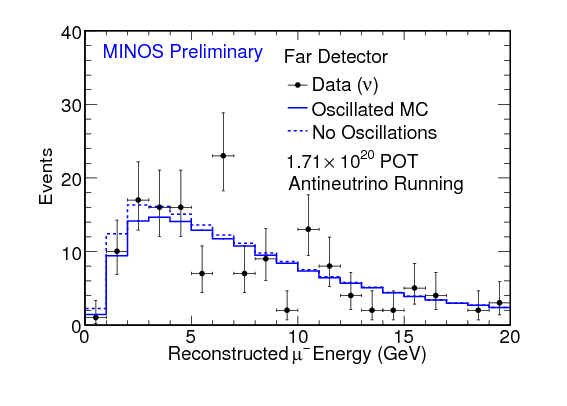 MINOS Preliminary
Far Detector
Data (ν)
Oscillated MC
No Oscillations
1.71 × 10²⁰ POT
Antineutrino Running
Events
40
30
20
10
0
0 5 10 15 20
Reconstructed μ⁻ Energy (GeV)